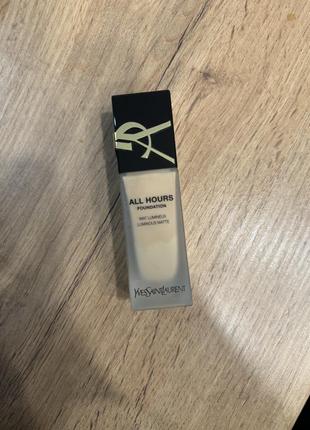 YSL
ALL HOURS
FOUNDATION
MAT LUMINEUX
LUMINOUS MATTE
YVESSAINTLAURENT